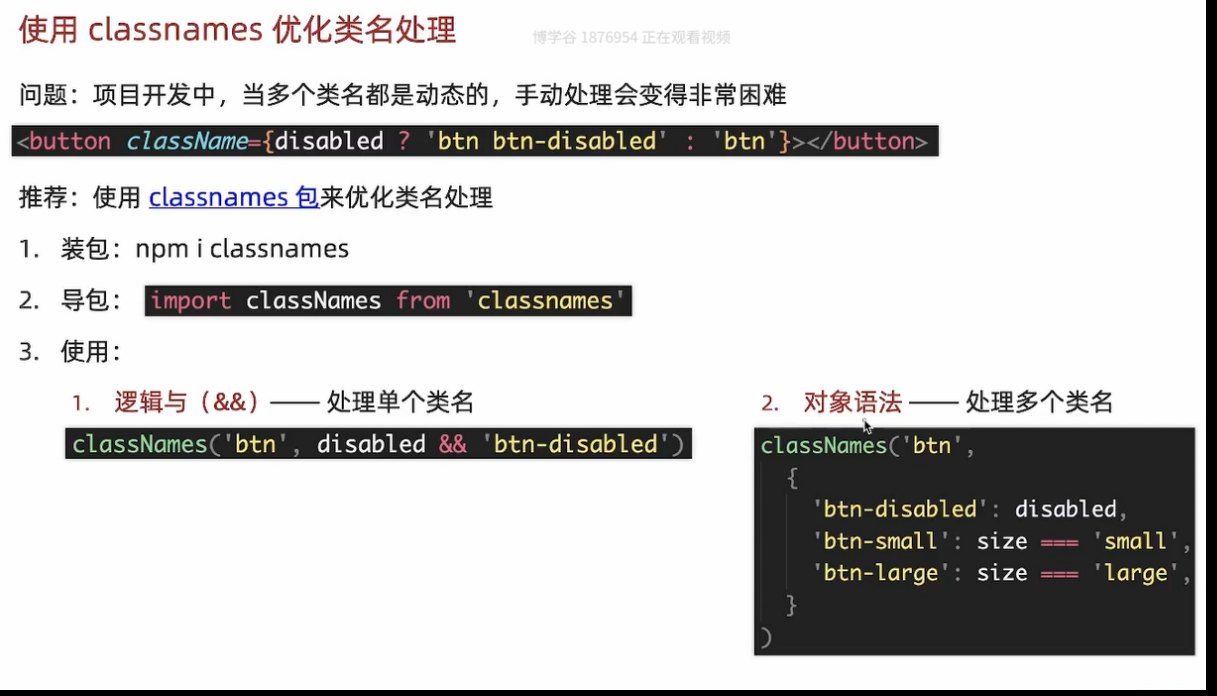 使用 classnames 优化类名处理
博学谷 1876954 正在观看视频
问题：项目开发中，当多个类名都是动态的，手动处理会变得非常困难
<button className={disabled ? 'btn btn-disabled' : 'btn'}></button>
推荐：使用 classnames 包来优化类名处理
1. 装包：npm i classnames
2. 导包： import classNames from 'classnames'
3. 使用：
1. 逻辑与（&&）—— 处理单个类名
classNames('btn', disabled && 'btn-disabled')
2. 对象语法 —— 处理多个类名
classNames('btn',
{
'btn-disabled': disabled,
'btn-small': size === 'small',
'btn-large': size === 'large',
}
)